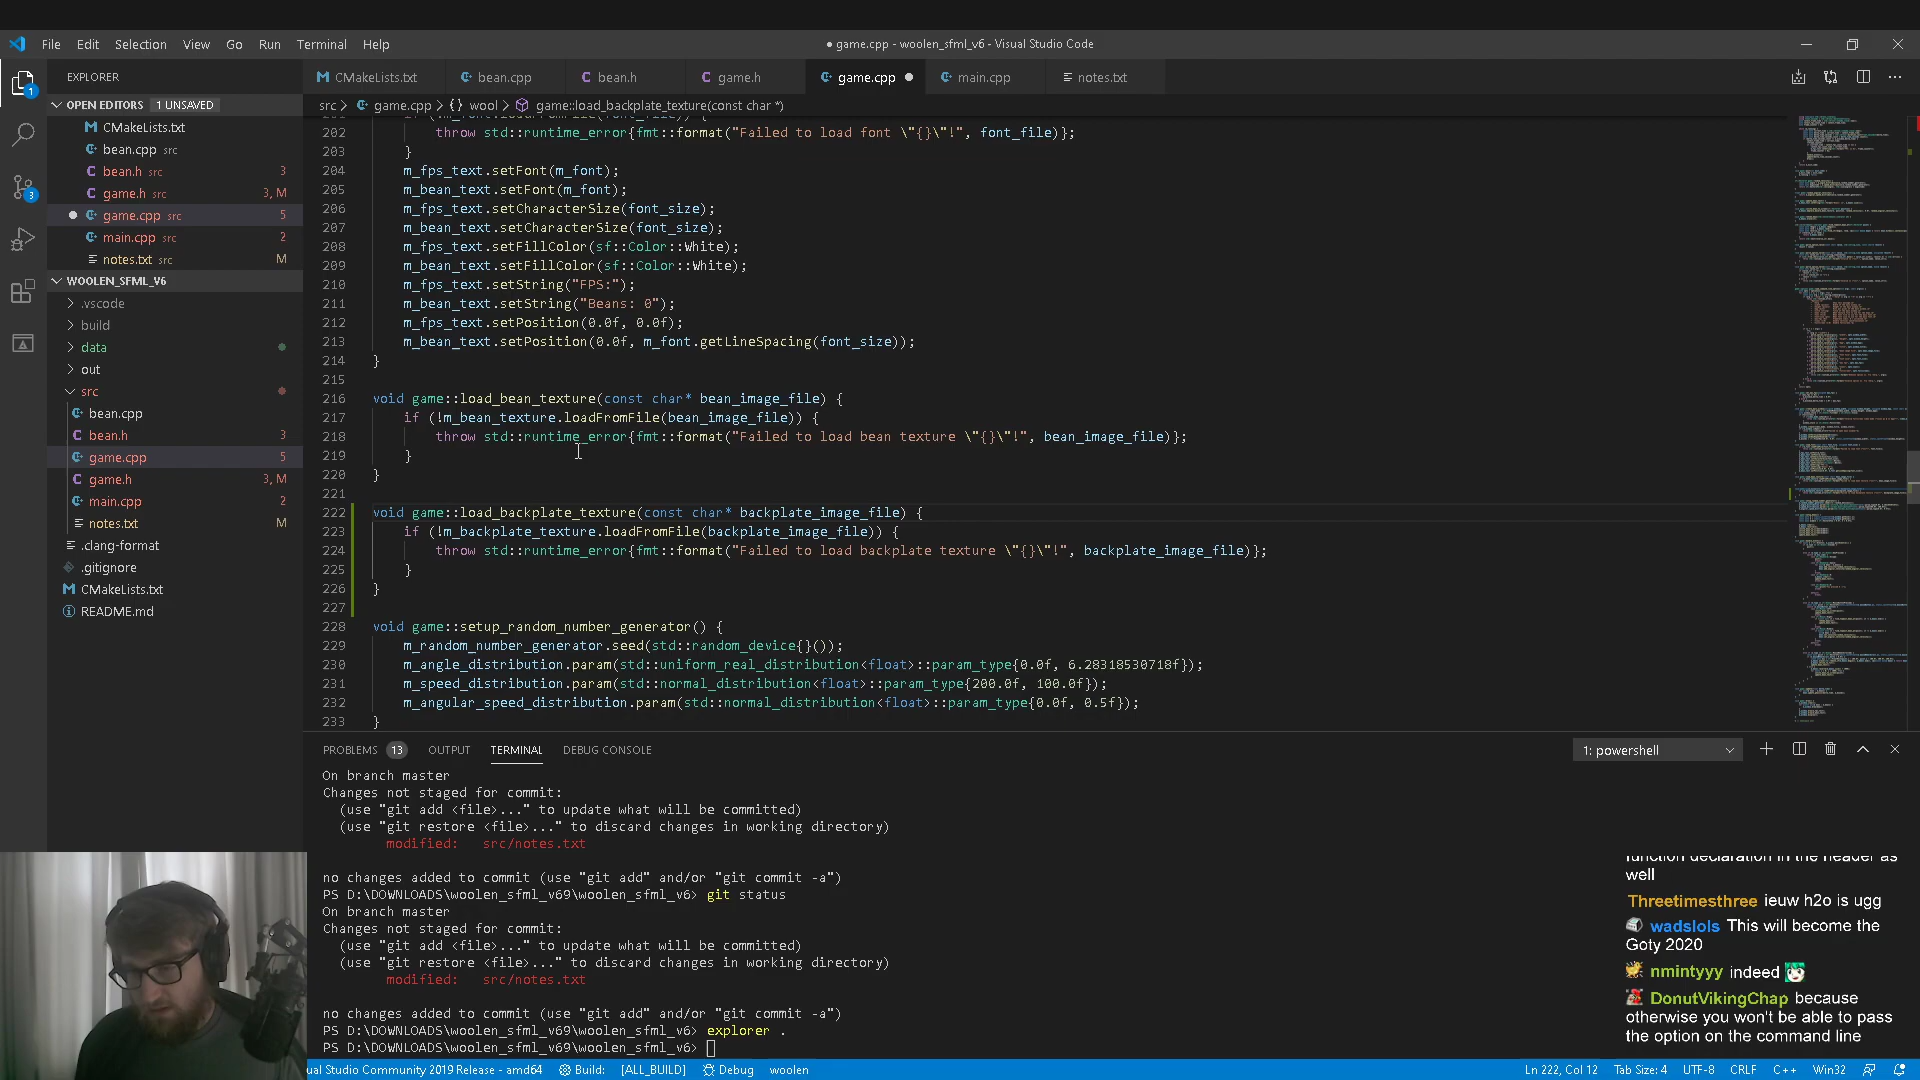 File Edit Selection View Go Run Terminal Help
● game.cpp - woolen_sfml_v6 - Visual Studio Code
EXPLORER
CMakeLists.txt bean.cpp bean.h game.h game.cpp main.cpp notes.txt
OPEN EDITORS 1 UNSAVED
CMakeLists.txt
bean.cpp src
bean.h src 3
game.h src 3, M
game.cpp src 5
main.cpp src 2
notes.txt src M
WOOLEN_SFML_V6
.vscode
build
data
out
src
bean.cpp
bean.h 3
game.cpp 5
game.h 3, M
main.cpp 2
notes.txt M
.clang-format
.gitignore
CMakeLists.txt
README.md
1
3
src > game.cpp > {} wool > game::load_backplate_texture(const char *)
202 throw std::runtime_error{fmt::format("Failed to load font \"{}\"!", font_file)};
203 }
204 m_fps_text.setFont(m_font);
205 m_bean_text.setFont(m_font);
206 m_fps_text.setCharacterSize(font_size);
207 m_bean_text.setCharacterSize(font_size);
208 m_fps_text.setFillColor(sf::Color::White);
209 m_bean_text.setFillColor(sf::Color::White);
210 m_fps_text.setString("FPS:");
211 m_bean_text.setString("Beans: 0");
212 m_fps_text.setPosition(0.0f, 0.0f);
213 m_bean_text.setPosition(0.0f, m_font.getLineSpacing(font_size));
214 }
215
216 void game::load_bean_texture(const char* bean_image_file) {
217 if (!m_bean_texture.loadFromFile(bean_image_file)) {
218 throw std::runtime_error{fmt::format("Failed to load bean texture \"{}\"!", bean_image_file)};
219 }
220 }
221
222 void game::load_backplate_texture(const char* backplate_image_file) {
223 if (!m_backplate_texture.loadFromFile(backplate_image_file)) {
224 throw std::runtime_error{fmt::format("Failed to load backplate texture \"{}\"!", backplate_image_file)};
225 }
226 }
227
228 void game::setup_random_number_generator() {
229 m_random_number_generator.seed(std::random_device{}());
230 m_angle_distribution.param(std::uniform_real_distribution<float>::param_type{0.0f, 6.28318530718f});
231 m_speed_distribution.param(std::normal_distribution<float>::param_type{200.0f, 100.0f});
232 m_angular_speed_distribution.param(std::normal_distribution<float>::param_type{0.0f, 0.5f});
233 }
PROBLEMS 13 OUTPUT TERMINAL DEBUG CONSOLE
1: powershell
On branch master
Changes not staged for commit:
(use "git add <file>..." to update what will be committed)
(use "git restore <file>..." to discard changes in working directory)
modified: src/notes.txt
no changes added to commit (use "git add" and/or "git commit -a")
PS D:\DOWNLOADS\woolen_sfml_v69\woolen_sfml_v6> git status
On branch master
Changes not staged for commit:
(use "git add <file>..." to update what will be committed)
(use "git restore <file>..." to discard changes in working directory)
modified: src/notes.txt
no changes added to commit (use "git add" and/or "git commit -a")
PS D:\DOWNLOADS\woolen_sfml_v69\woolen_sfml_v6> explorer .
PS D:\DOWNLOADS\woolen_sfml_v69\woolen_sfml_v6>
function declaration in the header as
well
Threetimesthree ieuw h2o is ugg
wadslols This will become the
Goty 2020
nmintyyy indeed
DonutVikingChap because
otherwise you won't be able to pass
the option on the command line
ual Studio Community 2019 Release - amd64 Build: [ALL_BUILD] Debug woolen
Ln 222, Col 12 Tab Size: 4 UTF-8 CRLF C++ Win32